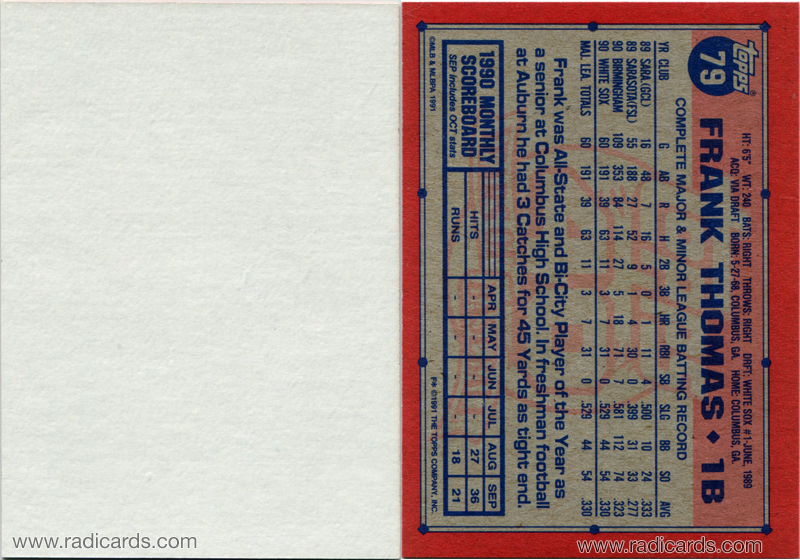 topps®
79
FRANK THOMAS ♦ 1B
HT: 6'5" WT: 240 BATS: RIGHT THROWS: RIGHT DRFT: WHITE SOX #1-JUNE, 1989
ACQ: VIA DRAFT BORN: 5-27-68, COLUMBUS, GA. HOME: COLUMBUS, GA.
COMPLETE MAJOR & MINOR LEAGUE BATTING RECORD
YR CLUB G AB R H 2B 3B HR RBI SB SLG BB SO AVG
89 SARA.(GCL) 16 48 7 16 5 0 1 11 4 .500 10 24 .333
89 SARASOTA(FSL) 55 188 27 52 9 1 4 30 0 .399 31 33 .277
90 BIRMINGHAM 109 353 84 114 27 5 18 71 7 .581 112 74 .323
90 WHITE SOX 60 191 39 63 11 3 7 31 0 .529 44 54 .330
MAJ. LEA. TOTALS 60 191 39 63 11 3 7 31 0 .529 44 54 .330
Frank was All-State and Bi-City Player of the Year as
a senior at Columbus High School. In freshman football
at Auburn he had 3 Catches for 45 Yards as tight end.
1990 MONTHLY
SCOREBOARD
SEP includes OCT stats
APR MAY JUN JUL AUG SEP
HITS - - - - 27 36
RUNS - - - - 18 21
©MLB & MLBPA 1991
F* ©1991 THE TOPPS COMPANY, INC.
www.radicards.com
www.radicards.com